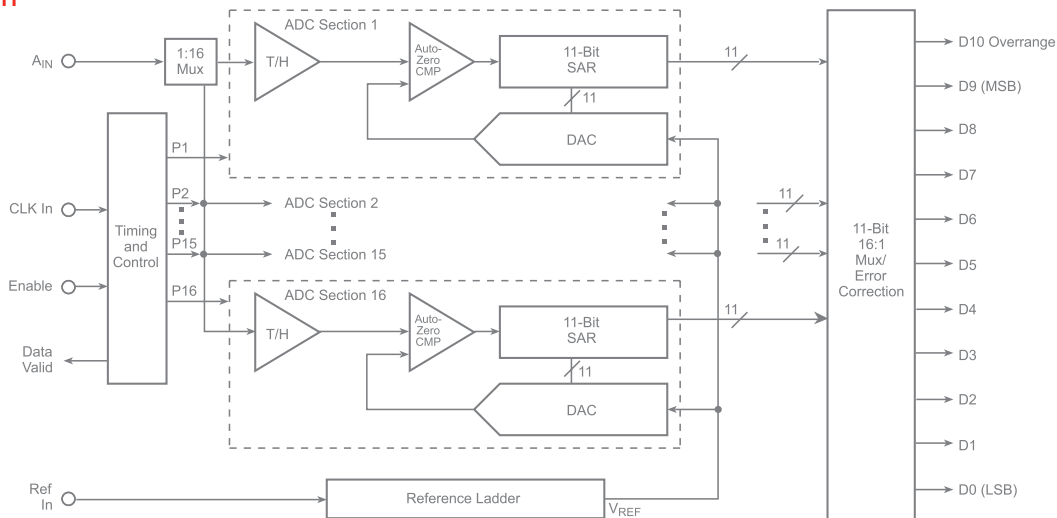 ADC Section 1
A_IN
1:16
Mux
T/H
Auto-
Zero
CMP
11-Bit
SAR
11
11
DAC
D10 Overrange
D9 (MSB)
D8
D7
D6
D5
D4
D3
D2
D1
D0 (LSB)
P1
P2
P15
P16
CLK In
Enable
Data
Valid
Timing
and
Control
ADC Section 2
ADC Section 15
11
11
11-Bit
16:1
Mux/
Error
Correction
ADC Section 16
T/H
Auto-
Zero
CMP
11-Bit
SAR
11
11
DAC
Ref
In
Reference Ladder
V_REF